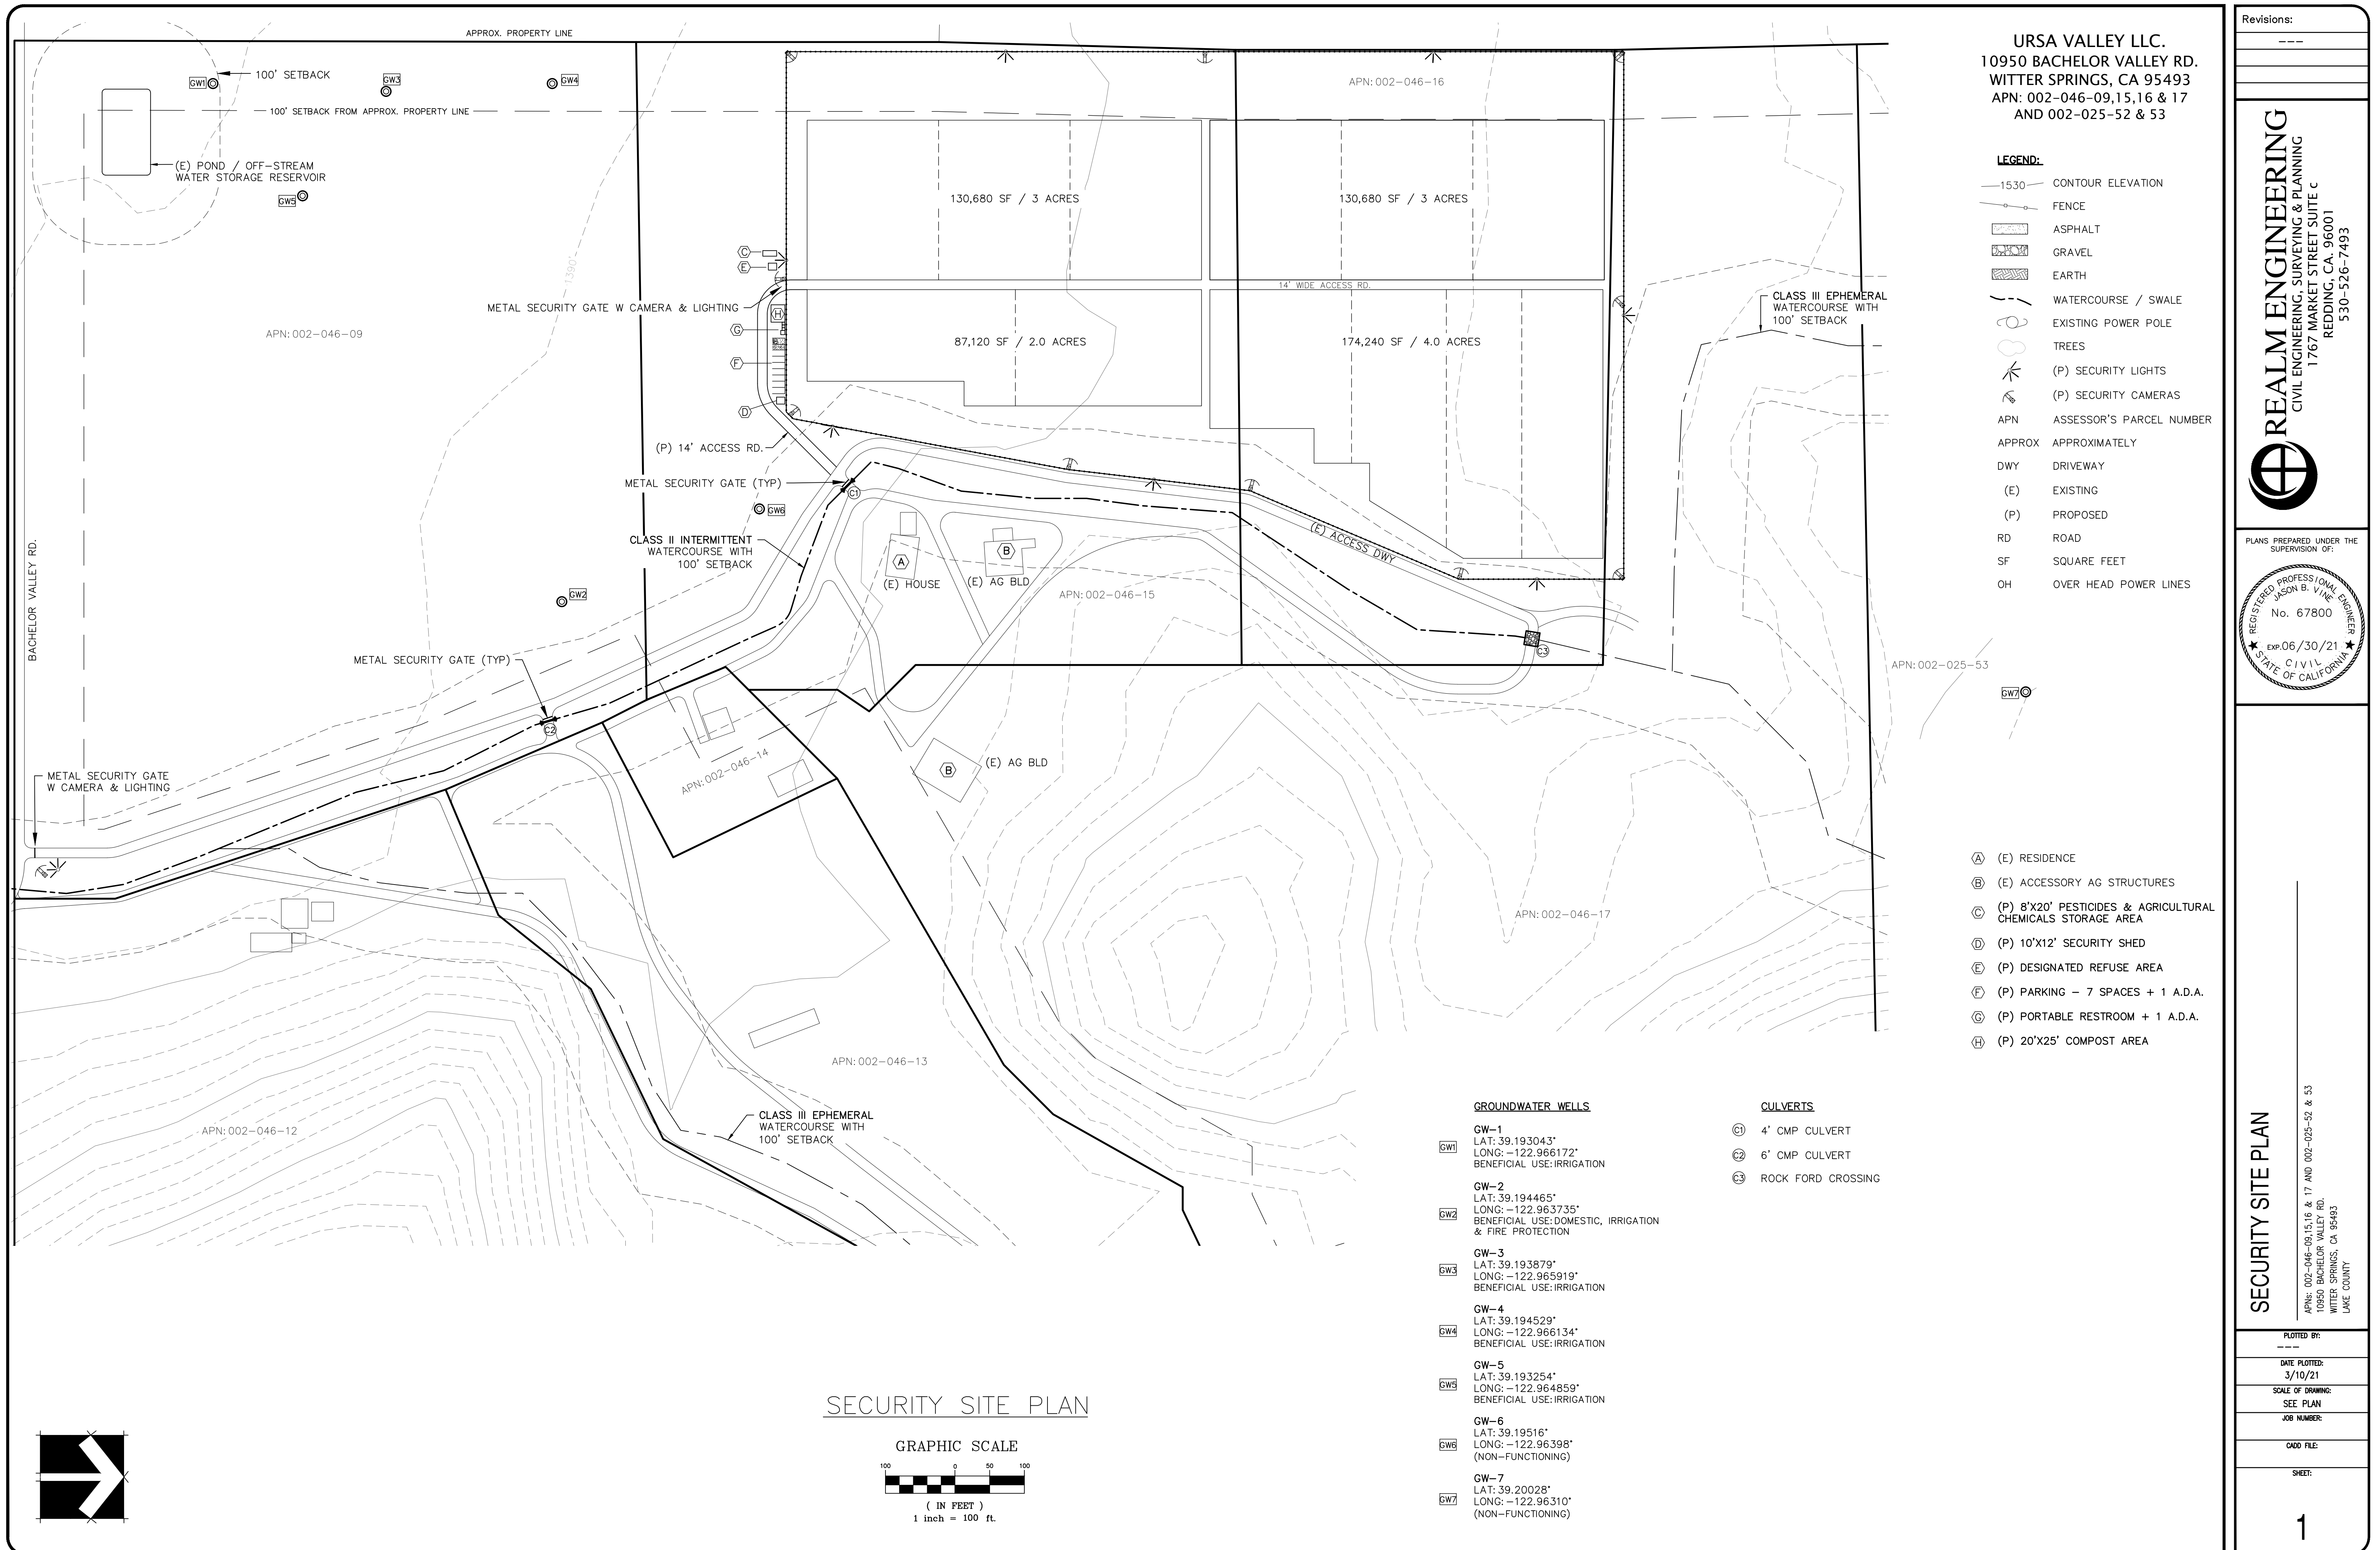 APPROX. PROPERTY LINE
100' SETBACK
GW1
GW3
GW4
100' SETBACK FROM APPROX. PROPERTY LINE
(E) POND / OFF-STREAM
WATER STORAGE RESERVOIR
GW5
1390'
APN: 002-046-09
BACHELOR VALLEY RD.
APN: 002-046-16
130,680 SF / 3 ACRES
130,680 SF / 3 ACRES
14' WIDE ACCESS RD.
87,120 SF / 2.0 ACRES
174,240 SF / 4.0 ACRES
C
E
METAL SECURITY GATE W CAMERA & LIGHTING
H
G
F
D
(P) 14' ACCESS RD.
METAL SECURITY GATE (TYP)
C1
GW6
CLASS II INTERMITTENT
WATERCOURSE WITH
100' SETBACK
GW2
METAL SECURITY GATE (TYP)
C2
METAL SECURITY GATE
W CAMERA & LIGHTING
A
(E) HOUSE
B
(E) AG BLD
APN: 002-046-15
(E) ACCESS DWY
C3
CLASS III EPHEMERAL
WATERCOURSE WITH
100' SETBACK
APN: 002-025-53
GW7
APN: 002-046-14
B
(E) AG BLD
APN: 002-046-17
APN: 002-046-13
APN: 002-046-12
CLASS III EPHEMERAL
WATERCOURSE WITH
100' SETBACK
URSA VALLEY LLC.
10950 BACHELOR VALLEY RD.
WITTER SPRINGS, CA 95493
APN: 002-046-09,15,16 & 17
AND 002-025-52 & 53
LEGEND:
1530 CONTOUR ELEVATION
FENCE
ASPHALT
GRAVEL
EARTH
WATERCOURSE / SWALE
EXISTING POWER POLE
TREES
(P) SECURITY LIGHTS
(P) SECURITY CAMERAS
APN ASSESSOR'S PARCEL NUMBER
APPROX APPROXIMATELY
DWY DRIVEWAY
(E) EXISTING
(P) PROPOSED
RD ROAD
SF SQUARE FEET
OH OVER HEAD POWER LINES
A (E) RESIDENCE
B (E) ACCESSORY AG STRUCTURES
C (P) 8'X20' PESTICIDES & AGRICULTURAL
CHEMICALS STORAGE AREA
D (P) 10'X12' SECURITY SHED
E (P) DESIGNATED REFUSE AREA
F (P) PARKING - 7 SPACES + 1 A.D.A.
G (P) PORTABLE RESTROOM + 1 A.D.A.
H (P) 20'X25' COMPOST AREA
GROUNDWATER WELLS
GW-1
LAT: 39.193043°
GW1 LONG: -122.966172°
BENEFICIAL USE: IRRIGATION
GW-2
LAT: 39.194465°
LONG: -122.963735°
GW2 BENEFICIAL USE: DOMESTIC, IRRIGATION
& FIRE PROTECTION
GW-3
LAT: 39.193879°
GW3 LONG: -122.965919°
BENEFICIAL USE: IRRIGATION
GW-4
LAT: 39.194529°
GW4 LONG: -122.966134°
BENEFICIAL USE: IRRIGATION
GW-5
LAT: 39.193254°
GW5 LONG: -122.964859°
BENEFICIAL USE: IRRIGATION
GW-6
LAT: 39.19516°
GW6 LONG: -122.96398°
(NON-FUNCTIONING)
GW-7
LAT: 39.20028°
GW7 LONG: -122.96310°
(NON-FUNCTIONING)
CULVERTS
C1 4' CMP CULVERT
C2 6' CMP CULVERT
C3 ROCK FORD CROSSING
SECURITY SITE PLAN
GRAPHIC SCALE
100 0 50 100
( IN FEET )
1 inch = 100 ft.
Revisions:
---
REALM ENGINEERING
CIVIL ENGINEERING, SURVEYING & PLANNING
1767 MARKET STREET SUITE c
REDDING, CA. 96001
530-526-7493
PLANS PREPARED UNDER THE
SUPERVISION OF:
REGISTERED PROFESSIONAL ENGINEER
JASON B. VINE
No. 67800
EXP. 06/30/21
CIVIL
STATE OF CALIFORNIA
SECURITY SITE PLAN
APNs: 002-046-09,15,16 & 17 AND 002-025-52 & 53
10950 BACHELOR VALLEY RD.
WITTER SPRINGS, CA 95493
LAKE COUNTY
PLOTTED BY:
---
DATE PLOTTED:
3/10/21
SCALE OF DRAWING:
SEE PLAN
JOB NUMBER:
CADD FILE:
SHEET:
1